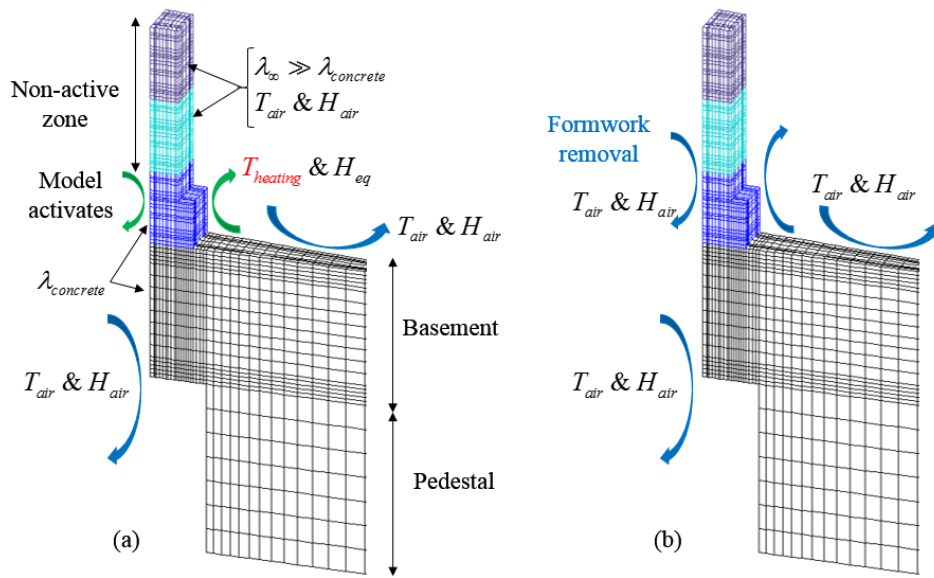 Non-active
zone
λ∞ ≫ λconcrete
Tair & Hair
Model
activates
Theating & Heq
Tair & Hair
λconcrete
Basement
Tair & Hair
Pedestal
(a)
Formwork
removal
Tair & Hair
Tair & Hair
Tair & Hair
(b)